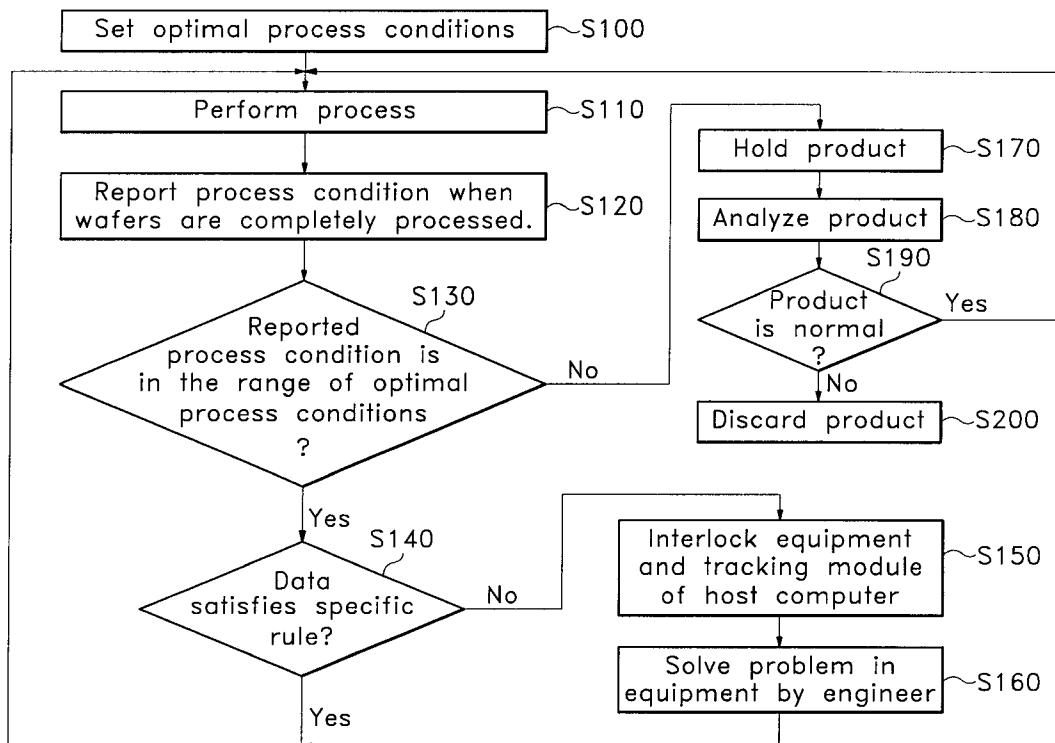 Set optimal process conditions
S100
Perform process
S110
Report process condition when
wafers are completely processed.
S120
S130
Reported
process condition is
in the range of optimal
process conditions
?
No
Yes
Hold product
S170
Analyze product
S180
S190
Product
is normal
?
Yes
No
Discard product
S200
S140
Data
satisfies specific
rule?
No
Yes
Interlock equipment
and tracking module
of host computer
S150
Solve problem in
equipment by engineer
S160